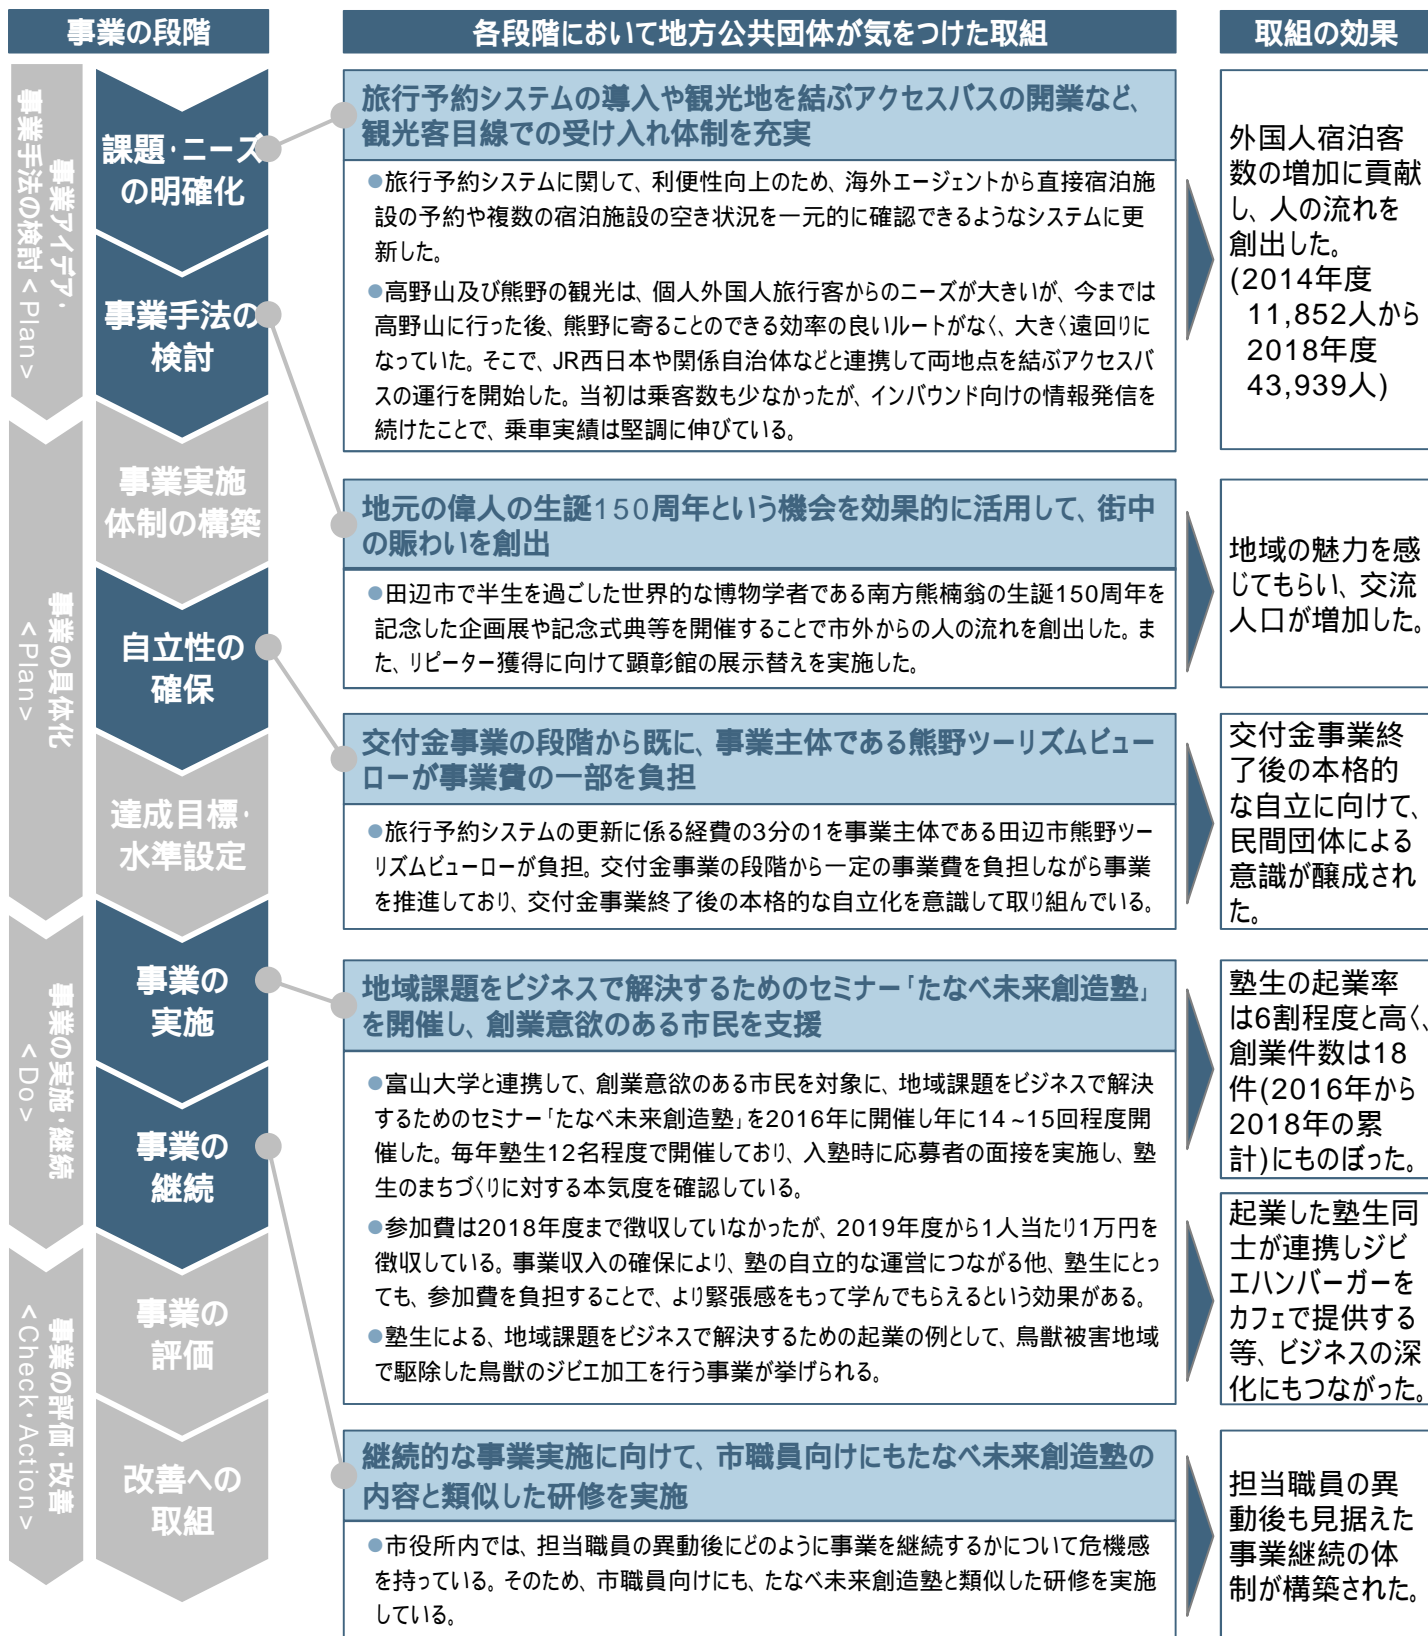 事業の段階
各段階において地方公共団体が気をつけた取組
取組の効果
事業アイデア・
事業手法の検討<Plan>
事業の具体化
<Plan>
事業の実施・継続
<Do>
事業の評価・改善
<Check・Action>
課題・ニーズ
の明確化
事業手法の
検討
事業実施
体制の構築
自立性の
確保
達成目標・
水準設定
事業の
実施
事業の
継続
事業の
評価
改善への
取組
旅行予約システムの導入や観光地を結ぶアクセスバスの開業など、
観光客目線での受け入れ体制を充実
●旅行予約システムに関して、利便性向上のため、海外エージェントから直接宿泊施
設の予約や複数の宿泊施設の空き状況を一元的に確認できるようなシステムに更
新した。
●高野山及び熊野の観光は、個人外国人旅行客からのニーズが大きいが、今までは
高野山に行った後、熊野に寄ることのできる効率の良いルートがなく、大きく遠回りに
なっていた。そこで、JR西日本や関係自治体などと連携して両地点を結ぶアクセスバ
スの運行を開始した。当初は乗客数も少なかったが、インバウンド向けの情報発信を
続けたことで、乗車実績は堅調に伸びている。
外国人宿泊客
数の増加に貢献
し、人の流れを
創出した。
(2014年度
11,852人から
2018年度
43,939人)
地元の偉人の生誕150周年という機会を効果的に活用して、街中
の賑わいを創出
●田辺市で半生を過ごした世界的な博物学者である南方熊楠翁の生誕150周年を
記念した企画展や記念式典等を開催することで市外からの人の流れを創出した。ま
た、リピーター獲得に向けて顕彰館の展示替えを実施した。
地域の魅力を感
じてもらい、交流
人口が増加した。
交付金事業の段階から既に、事業主体である熊野ツーリズムビュー
ローが事業費の一部を負担
●旅行予約システムの更新に係る経費の3分の1を事業主体である田辺市熊野ツー
リズムビューローが負担。交付金事業の段階から一定の事業費を負担しながら事業
を推進しており、交付金事業終了後の本格的な自立化を意識して取り組んでいる。
交付金事業終
了後の本格的
な自立に向けて、
民間団体による
意識が醸成され
た。
地域課題をビジネスで解決するためのセミナー「たなべ未来創造塾」
を開催し、創業意欲のある市民を支援
●富山大学と連携して、創業意欲のある市民を対象に、地域課題をビジネスで解決
するためのセミナー「たなべ未来創造塾」を2016年に開催し年に14~15回程度開
催した。毎年塾生12名程度で開催しており、入塾時に応募者の面接を実施し、塾
生のまちづくりに対する本気度を確認している。
●参加費は2018年度まで徴収していなかったが、2019年度から1人当たり1万円を
徴収している。事業収入の確保により、塾の自立的な運営につながる他、塾生にとっ
ても、参加費を負担することで、より緊張感をもって学んでもらえるという効果がある。
●塾生による、地域課題をビジネスで解決するための起業の例として、鳥獣被害地域
で駆除した鳥獣のジビエ加工を行う事業が挙げられる。
塾生の起業率
は6割程度と高く、
創業件数は18
件(2016年から
2018年の累
計)にものぼった。
起業した塾生同
士が連携しジビ
エハンバーガーを
カフェで提供する
等、ビジネスの深
化にもつながった。
継続的な事業実施に向けて、市職員向けにもたなべ未来創造塾の
内容と類似した研修を実施
●市役所内では、担当職員の異動後にどのように事業を継続するかについて危機感
を持っている。そのため、市職員向けにも、たなべ未来創造塾と類似した研修を実施
している。
担当職員の異
動後も見据えた
事業継続の体
制が構築された。